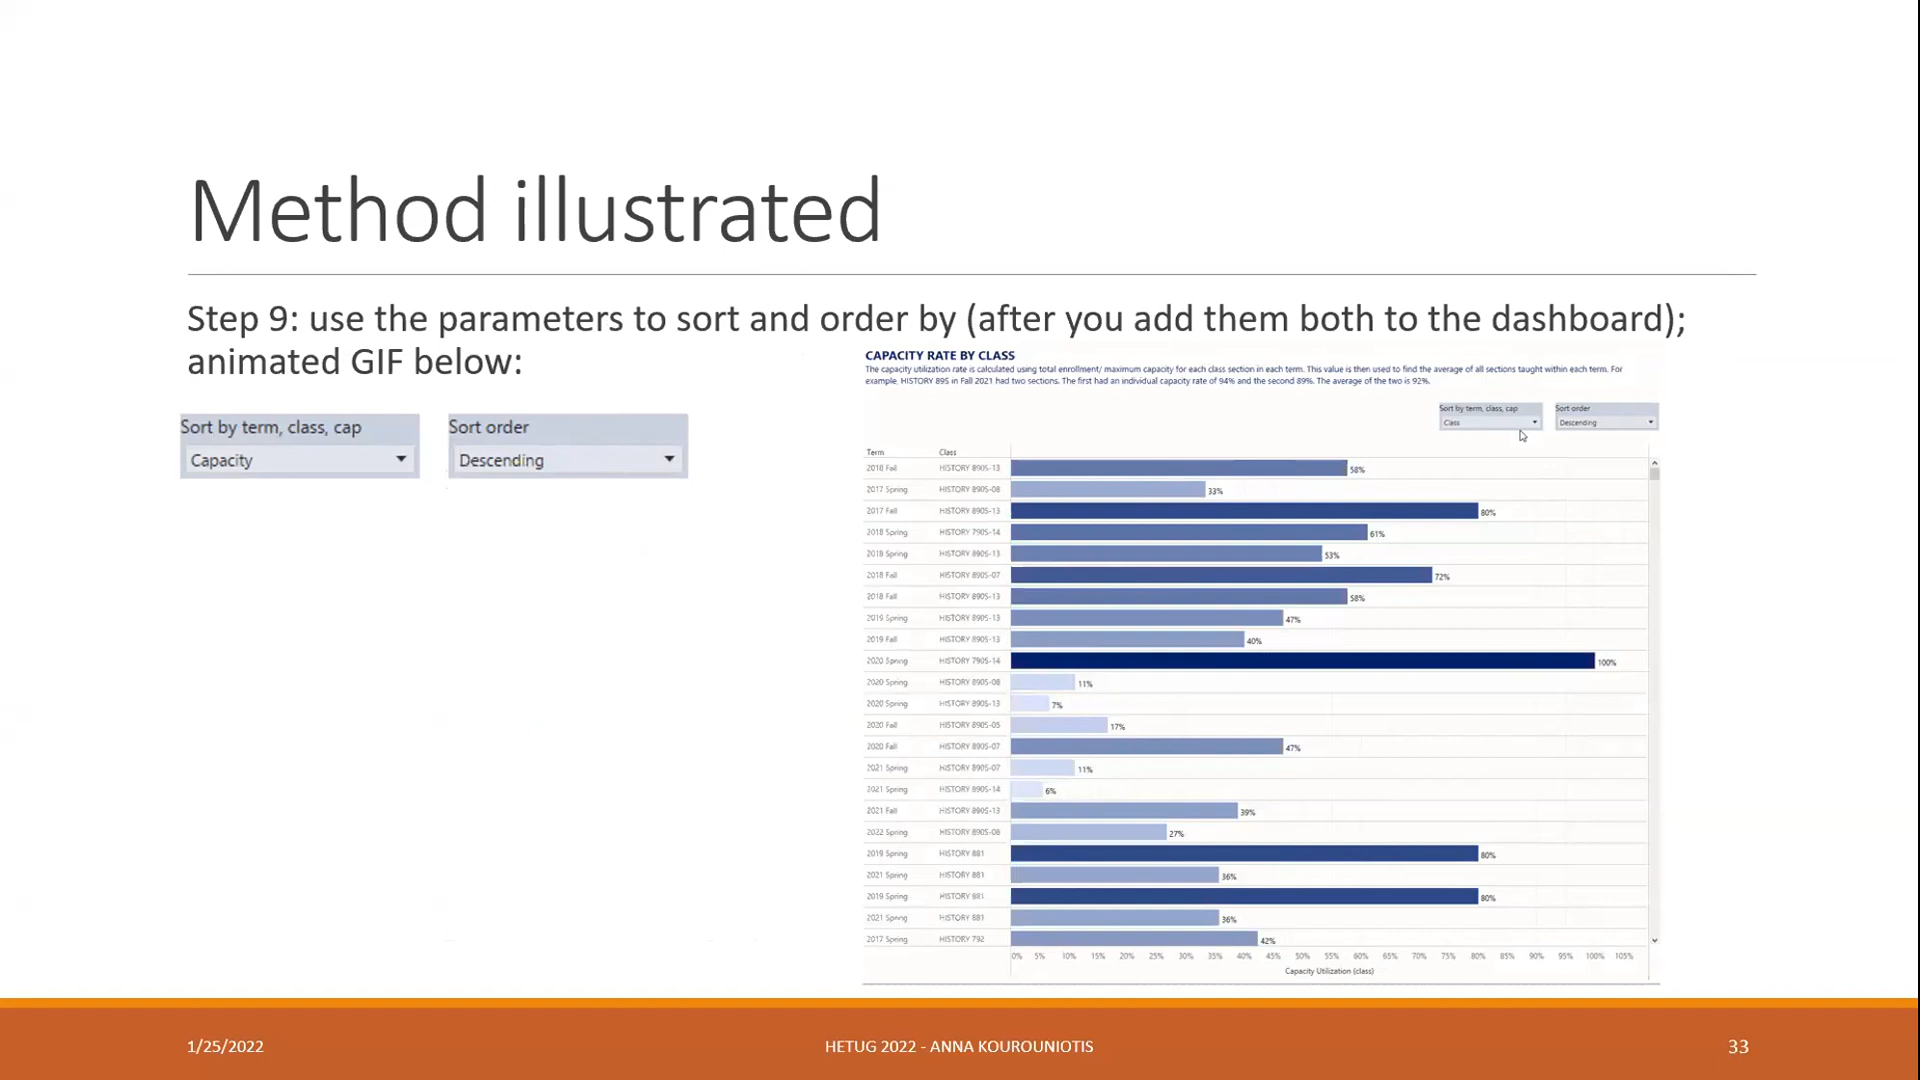 Method illustrated
Step 9: use the parameters to sort and order by (after you add them both to the dashboard);
animated GIF below:
Sort by term, class, cap
Capacity
Sort order
Descending
CAPACITY RATE BY CLASS
The capacity utilization rate is calculated using total enrollment/ maximum capacity for each class section in each term. This value is then used to find the average of all sections taught within each term. For
example, HISTORY 895 in Fall 2021 had two sections. The first had an individual capacity rate of 94% and the second 89%. The average of the two is 92%.
Sort by term, class, cap
Class
Sort order
Descending
Term Class
2018 Fall HISTORY 890S-13 58%
2017 Spring HISTORY 890S-08 33%
2017 Fall HISTORY 890S-13 80%
2018 Spring HISTORY 790S-14 61%
2018 Spring HISTORY 890S-13 53%
2018 Fall HISTORY 890S-07 72%
2018 Fall HISTORY 890S-13 58%
2019 Spring HISTORY 890S-13 47%
2019 Fall HISTORY 890S-13 40%
2020 Spring HISTORY 790S-14 100%
2020 Spring HISTORY 890S-08 11%
2020 Spring HISTORY 890S-13 7%
2020 Fall HISTORY 890S-05 17%
2020 Fall HISTORY 890S-07 47%
2021 Spring HISTORY 890S-07 11%
2021 Spring HISTORY 890S-14 6%
2021 Fall HISTORY 890S-13 39%
2022 Spring HISTORY 890S-08 27%
2019 Spring HISTORY 881 80%
2021 Spring HISTORY 881 36%
2019 Spring HISTORY 881 80%
2021 Spring HISTORY 881 36%
2017 Spring HISTORY 792 42%
0% 5% 10% 15% 20% 25% 30% 35% 40% 45% 50% 55% 60% 65% 70% 75% 80% 85% 90% 95% 100% 105%
Capacity Utilization (class)
1/25/2022
HETUG 2022 - ANNA KOUROUNIOTIS
33